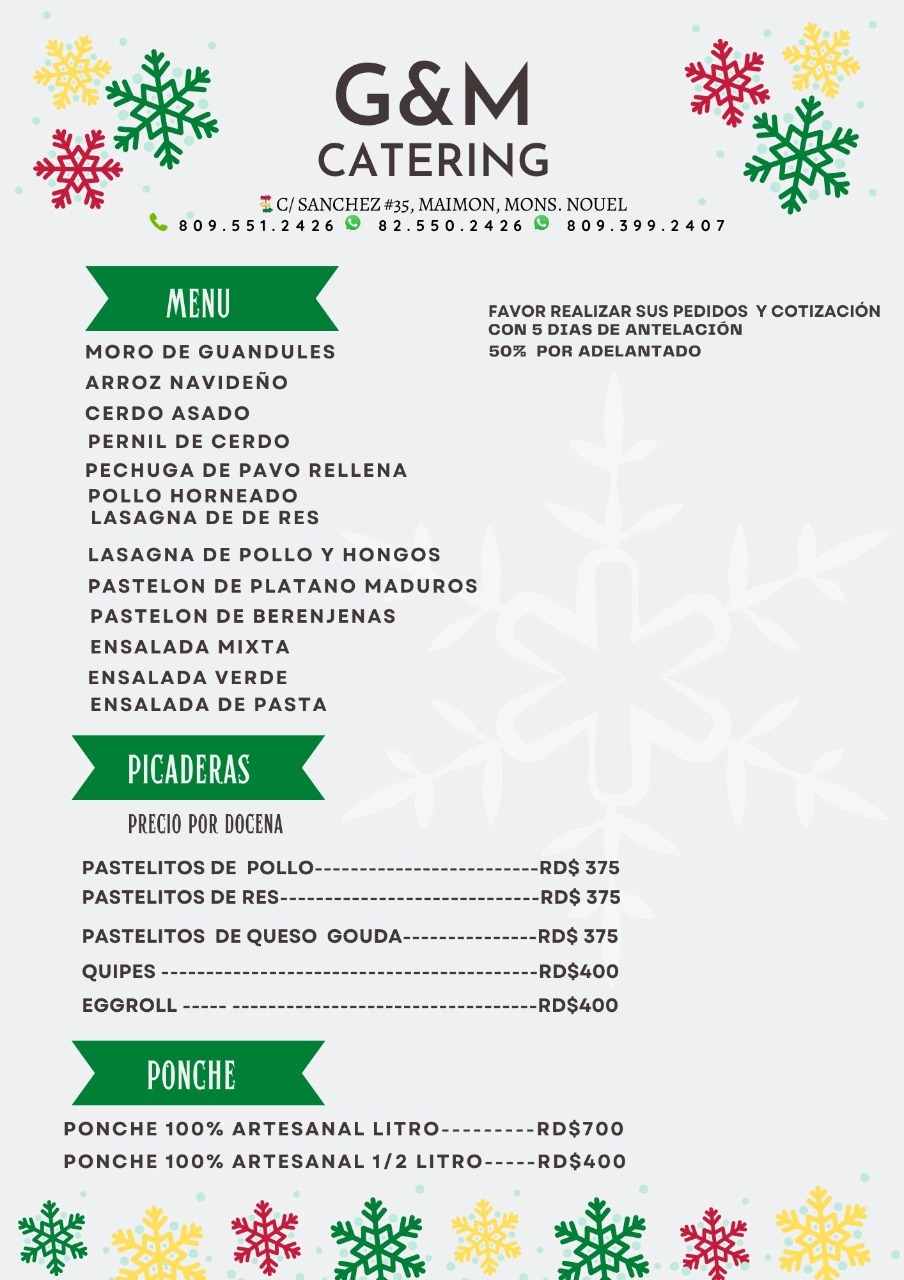 G&M
CATERING
C/ SANCHEZ #35, MAIMON, MONS. NOUEL
809.551.2426 82.550.2426 809.399.2407
MENU
FAVOR REALIZAR SUS PEDIDOS Y COTIZACIÓN
CON 5 DIAS DE ANTELACIÓN
50% POR ADELANTADO
MORO DE GUANDULES
ARROZ NAVIDEÑO
CERDO ASADO
PERNIL DE CERDO
PECHUGA DE PAVO RELLENA
POLLO HORNEADO
LASAGNA DE DE RES
LASAGNA DE POLLO Y HONGOS
PASTELON DE PLATANO MADUROS
PASTELON DE BERENJENAS
ENSALADA MIXTA
ENSALADA VERDE
ENSALADA DE PASTA
PICADERAS
PRECIO POR DOCENA
PASTELITOS DE POLLO-------------------------RD$ 375
PASTELITOS DE RES-----------------------------RD$ 375
PASTELITOS DE QUESO GOUDA---------------RD$ 375
QUIPES ------------------------------------------RD$400
EGGROLL ----- ----------------------------------RD$400
PONCHE
PONCHE 100% ARTESANAL LITRO---------RD$700
PONCHE 100% ARTESANAL 1/2 LITRO-----RD$400